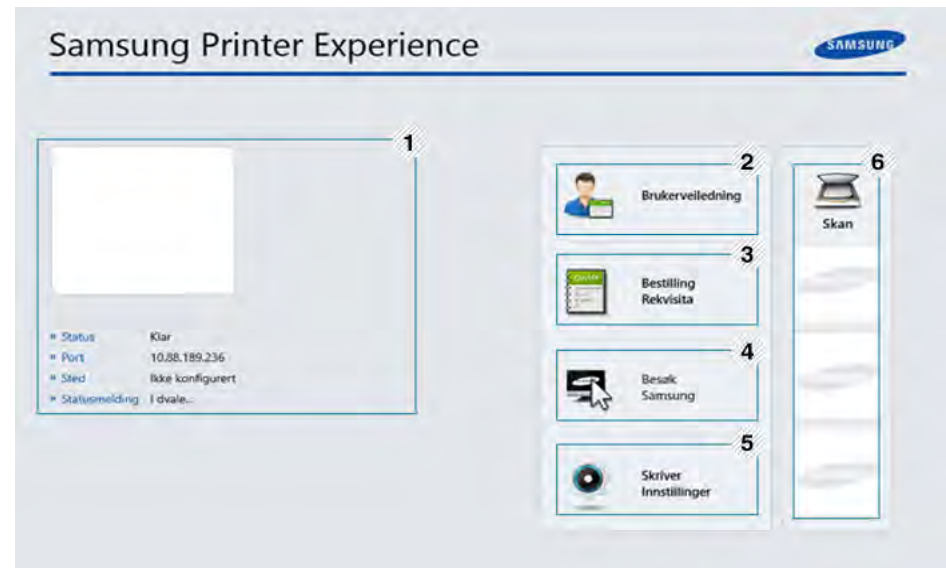 Samsung Printer Experience
SAMSUNG
1
» Status Klar
» Port 10.88.189.236
» Sted Ikke konfigurert
» Statusmelding I dvale...
2
Brukerveiledning
3
Bestilling
Rekvisita
4
Besøk
Samsung
5
Skriver
Innstillinger
6
Skan